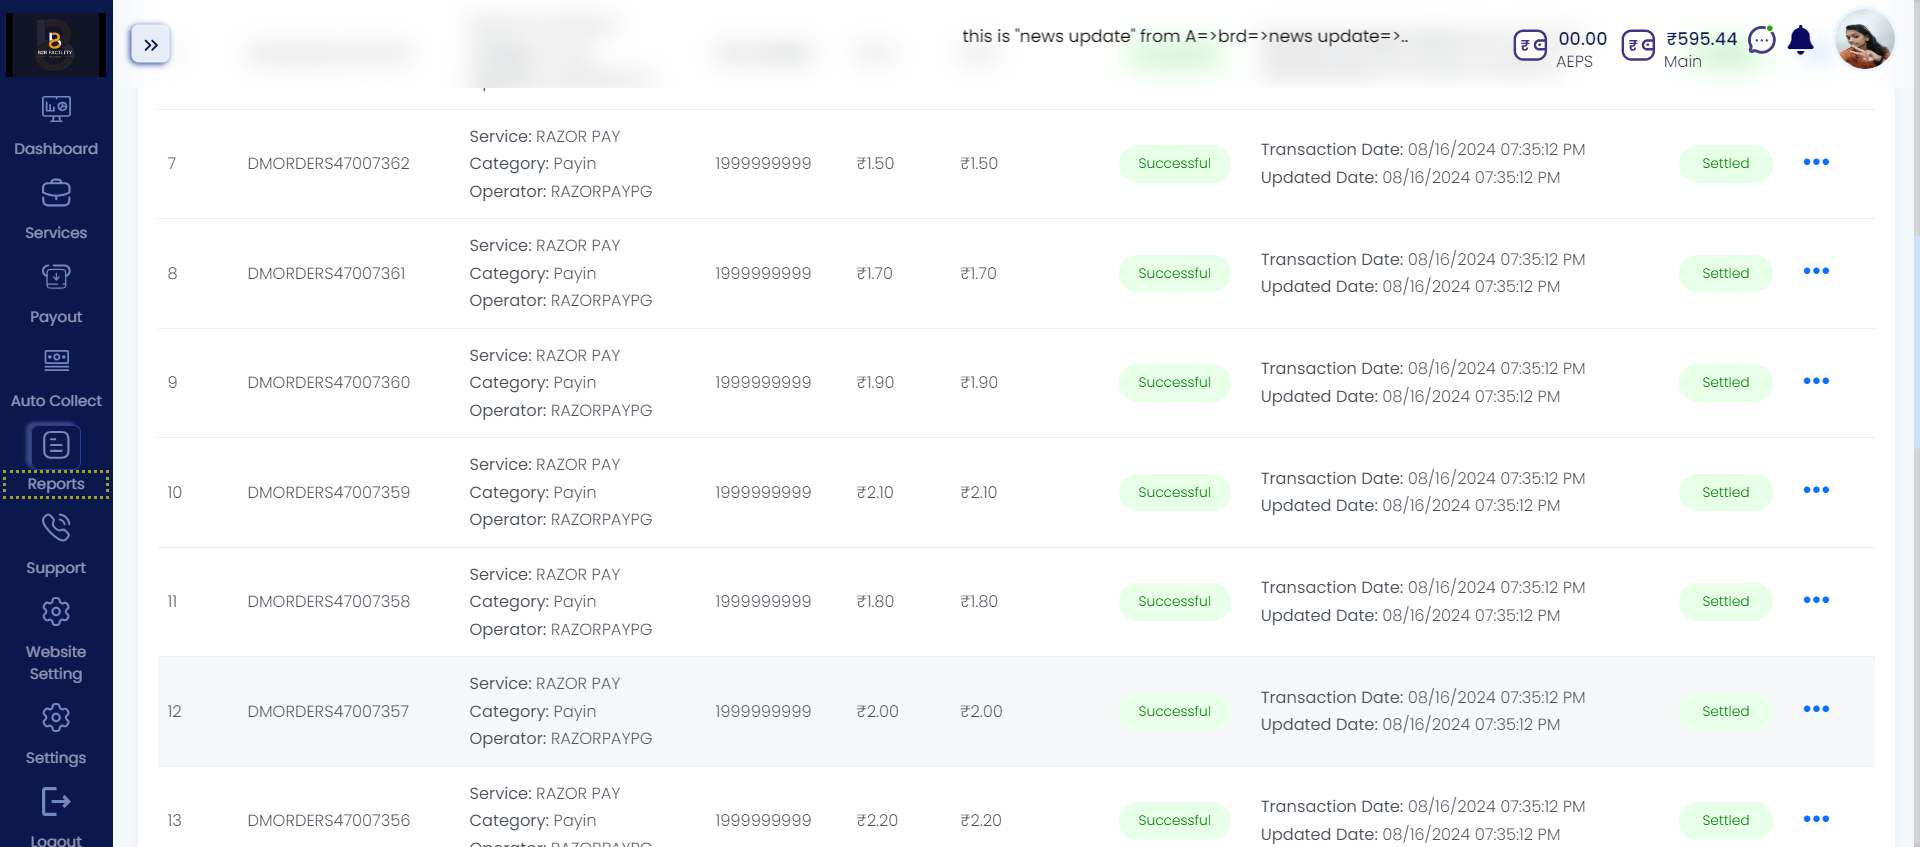 B2B FACILITY
this is "news update" from A=>brd=>news update=>..
00.00
AEPS
₹595.44
Main
Dashboard
Services
Payout
Auto Collect
Reports
Support
Website
Setting
Settings
Logout
7 DMORDERS47007362 Service: RAZOR PAY Category: Payin Operator: RAZORPAYPG 1999999999 ₹1.50 ₹1.50 Successful Transaction Date: 08/16/2024 07:35:12 PM Updated Date: 08/16/2024 07:35:12 PM Settled
8 DMORDERS47007361 Service: RAZOR PAY Category: Payin Operator: RAZORPAYPG 1999999999 ₹1.70 ₹1.70 Successful Transaction Date: 08/16/2024 07:35:12 PM Updated Date: 08/16/2024 07:35:12 PM Settled
9 DMORDERS47007360 Service: RAZOR PAY Category: Payin Operator: RAZORPAYPG 1999999999 ₹1.90 ₹1.90 Successful Transaction Date: 08/16/2024 07:35:12 PM Updated Date: 08/16/2024 07:35:12 PM Settled
10 DMORDERS47007359 Service: RAZOR PAY Category: Payin Operator: RAZORPAYPG 1999999999 ₹2.10 ₹2.10 Successful Transaction Date: 08/16/2024 07:35:12 PM Updated Date: 08/16/2024 07:35:12 PM Settled
11 DMORDERS47007358 Service: RAZOR PAY Category: Payin Operator: RAZORPAYPG 1999999999 ₹1.80 ₹1.80 Successful Transaction Date: 08/16/2024 07:35:12 PM Updated Date: 08/16/2024 07:35:12 PM Settled
12 DMORDERS47007357 Service: RAZOR PAY Category: Payin Operator: RAZORPAYPG 1999999999 ₹2.00 ₹2.00 Successful Transaction Date: 08/16/2024 07:35:12 PM Updated Date: 08/16/2024 07:35:12 PM Settled
13 DMORDERS47007356 Service: RAZOR PAY Category: Payin Operator: RAZORPAYPG 1999999999 ₹2.20 ₹2.20 Successful Transaction Date: 08/16/2024 07:35:12 PM Updated Date: 08/16/2024 07:35:12 PM Settled